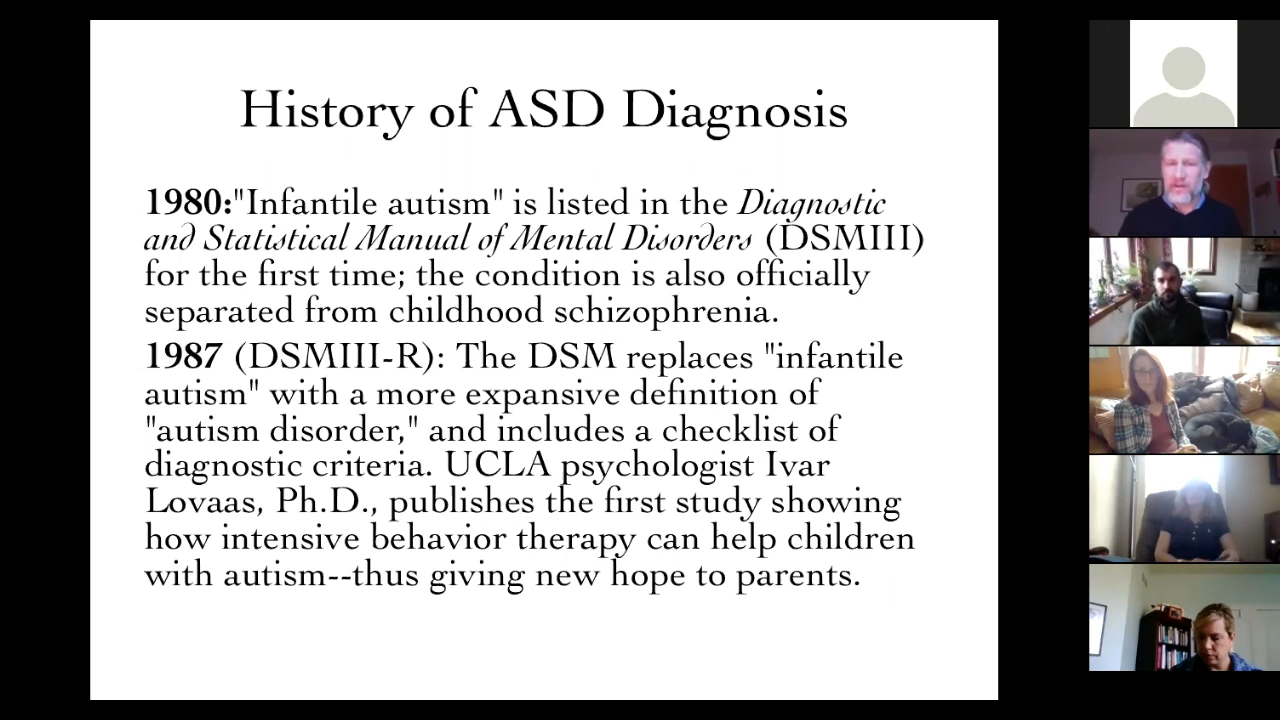 History of ASD Diagnosis
1980:"Infantile autism" is listed in the Diagnostic
and Statistical Manual of Mental Disorders (DSMIII)
for the first time; the condition is also officially
separated from childhood schizophrenia.
1987 (DSMIII-R): The DSM replaces "infantile
autism" with a more expansive definition of
"autism disorder," and includes a checklist of
diagnostic criteria. UCLA psychologist Ivar
Lovaas, Ph.D., publishes the first study showing
how intensive behavior therapy can help children
with autism--thus giving new hope to parents.